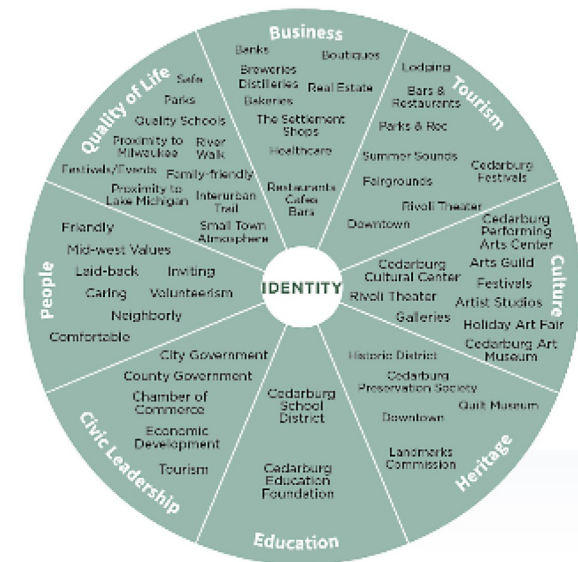 Business
Banks
Boutiques
Breweries
Distilleries
Real Estate
Bakeries
The Settlement
Shops
Healthcare
Restaurants
Cafes
Bars
Tourism
Lodging
Bars &
Restaurants
Parks & Rec
Summer Sounds
Cedarburg
Festivals
Fairgrounds
Rivoli Theater
Downtown
Culture
Cedarburg
Performing
Arts Center
Cedarburg
Cultural Center
Arts Guild
Festivals
Rivoli Theater
Artist Studios
Galleries
Holiday Art Fair
Cedarburg Art
Museum
Heritage
Historic District
Cedarburg
Preservation Society
Quilt Museum
Downtown
Landmarks
Commission
Education
Cedarburg
School
District
Cedarburg
Education
Foundation
Civic Leadership
City Government
County Government
Chamber of
Commerce
Economic
Development
Tourism
People
Friendly
Mid-west Values
Laid-back
Inviting
Caring
Volunteerism
Neighborly
Comfortable
Quality of Life
Safe
Parks
Quality Schools
Proximity to
Milwaukee
River
Walk
Festivals/Events
Family-friendly
Proximity to
Lake Michigan
Interurban
Trail
Small Town
Atmosphere
IDENTITY